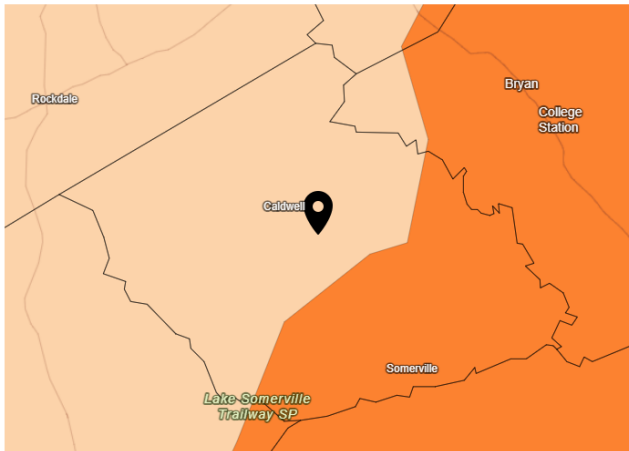 Bryan
Rockdale
College
Station
Caldwell
Somerville
Lake Somerville
Trailway SP